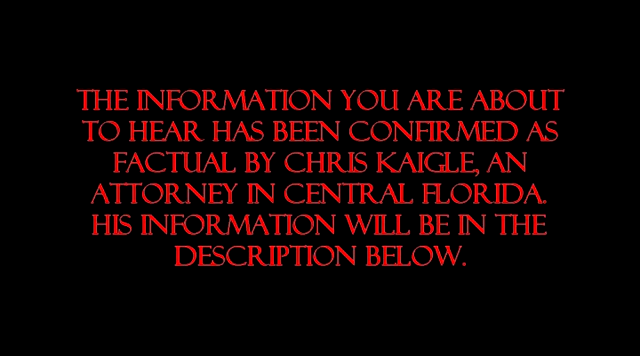 THE INFORMATION YOU ARE ABOUT
TO HEAR HAS BEEN CONFIRMED AS
FACTUAL BY CHRIS KAIGLE, AN
ATTORNEY IN CENTRAL FLORIDA.
HIS INFORMATION WILL BE IN THE
DESCRIPTION BELOW.